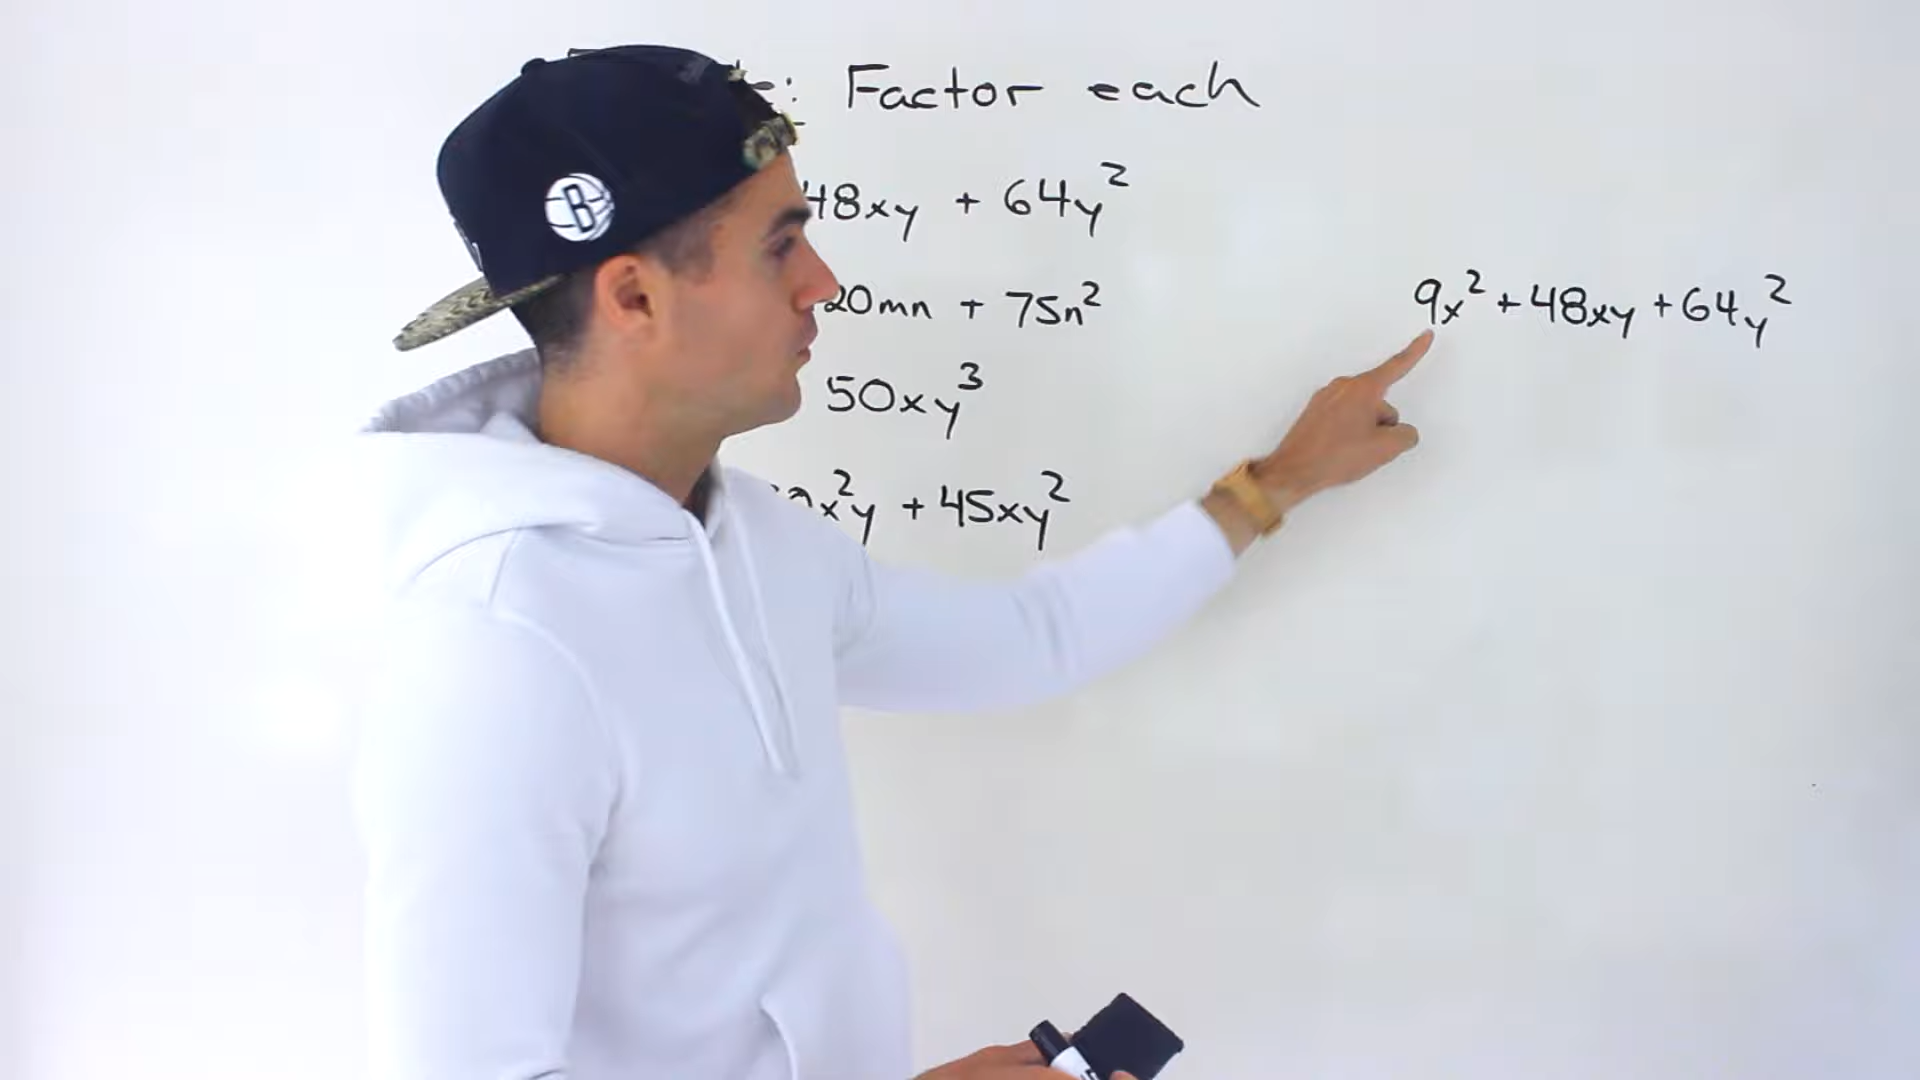 : Factor each
48xy + 64y²
20mn + 75n²
50xy³
x²y + 45xy²
9x² + 48xy + 64y²
B